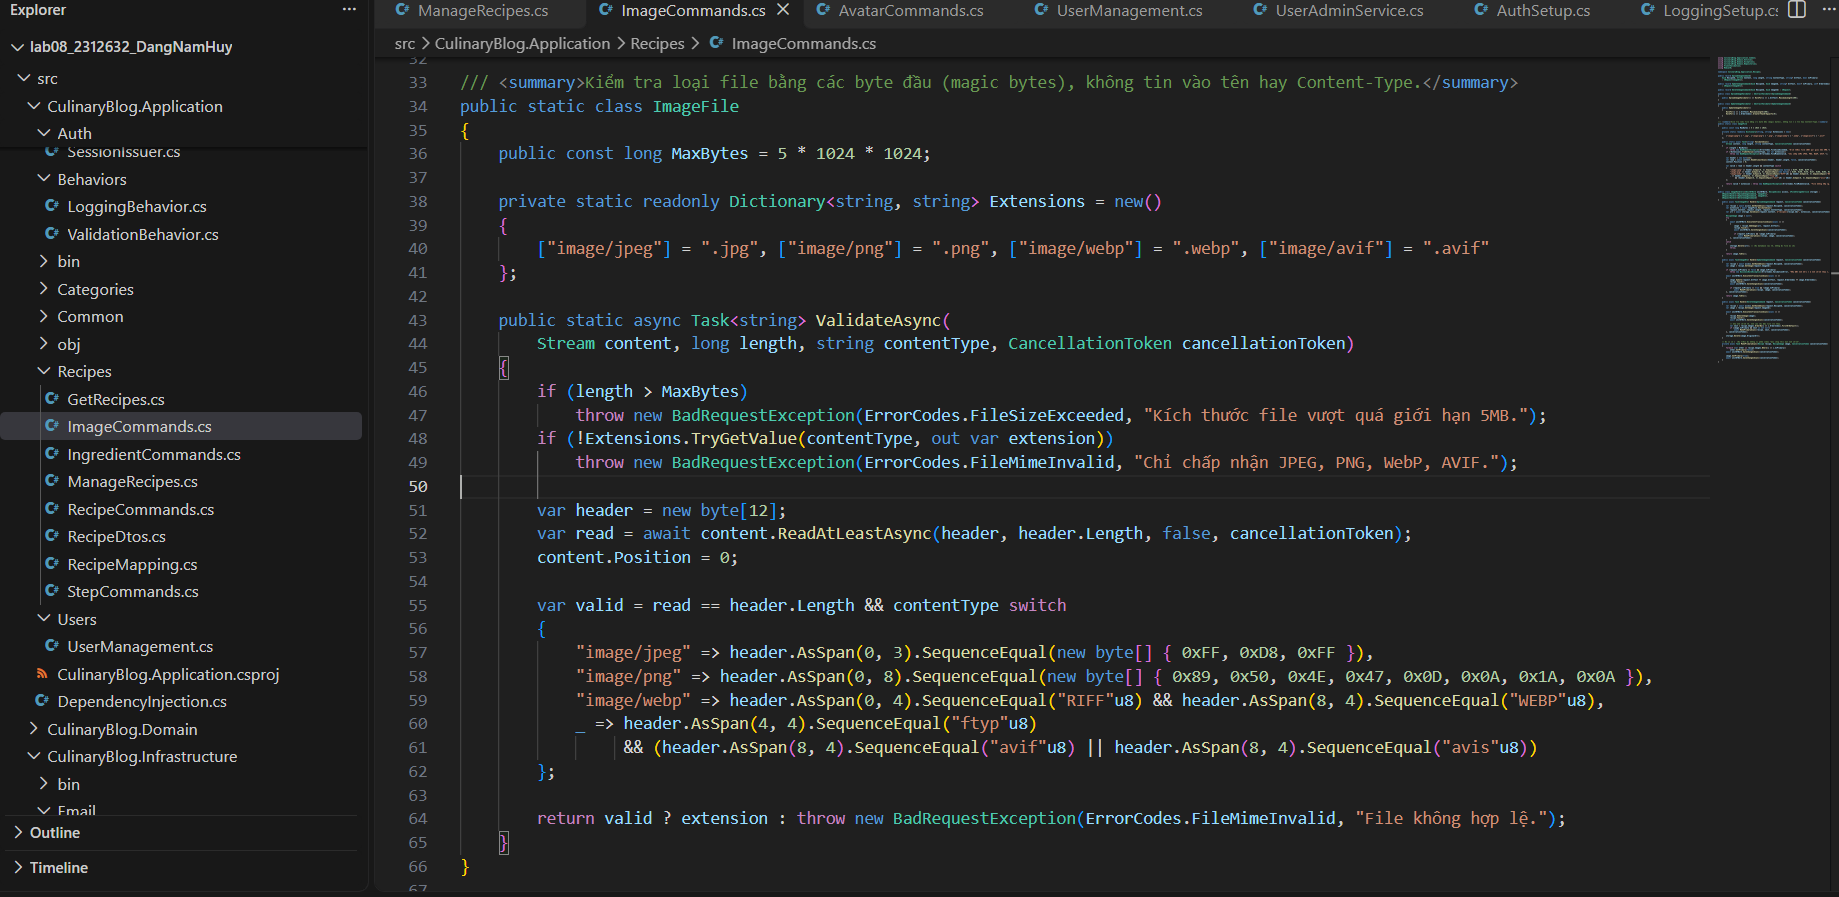 Explorer
lab08_2312632_DangNamHuy
src
CulinaryBlog.Application
Auth
SessionIssuer.cs
Behaviors
LoggingBehavior.cs
ValidationBehavior.cs
bin
Categories
Common
obj
Recipes
GetRecipes.cs
ImageCommands.cs
IngredientCommands.cs
ManageRecipes.cs
RecipeCommands.cs
RecipeDtos.cs
RecipeMapping.cs
StepCommands.cs
Users
UserManagement.cs
CulinaryBlog.Application.csproj
DependencyInjection.cs
CulinaryBlog.Domain
CulinaryBlog.Infrastructure
bin
Email
Outline
Timeline
ManageRecipes.cs ImageCommands.cs AvatarCommands.cs UserManagement.cs UserAdminService.cs AuthSetup.cs LoggingSetup.cs
src > CulinaryBlog.Application > Recipes > ImageCommands.cs
32
33 /// <summary>Kiểm tra loại file bằng các byte đầu (magic bytes), không tin vào tên hay Content-Type.</summary>
34 public static class ImageFile
35 {
36 public const long MaxBytes = 5 * 1024 * 1024;
37
38 private static readonly Dictionary<string, string> Extensions = new()
39 {
40 ["image/jpeg"] = ".jpg", ["image/png"] = ".png", ["image/webp"] = ".webp", ["image/avif"] = ".avif"
41 };
42
43 public static async Task<string> ValidateAsync(
44 Stream content, long length, string contentType, CancellationToken cancellationToken)
45 {
46 if (length > MaxBytes)
47 throw new BadRequestException(ErrorCodes.FileSizeExceeded, "Kích thước file vượt quá giới hạn 5MB.");
48 if (!Extensions.TryGetValue(contentType, out var extension))
49 throw new BadRequestException(ErrorCodes.FileMimeInvalid, "Chỉ chấp nhận JPEG, PNG, WebP, AVIF.");
50
51 var header = new byte[12];
52 var read = await content.ReadAtLeastAsync(header, header.Length, false, cancellationToken);
53 content.Position = 0;
54
55 var valid = read == header.Length && contentType switch
56 {
57 "image/jpeg" => header.AsSpan(0, 3).SequenceEqual(new byte[] { 0xFF, 0xD8, 0xFF }),
58 "image/png" => header.AsSpan(0, 8).SequenceEqual(new byte[] { 0x89, 0x50, 0x4E, 0x47, 0x0D, 0x0A, 0x1A, 0x0A }),
59 "image/webp" => header.AsSpan(0, 4).SequenceEqual("RIFF"u8) && header.AsSpan(8, 4).SequenceEqual("WEBP"u8),
60 _ => header.AsSpan(4, 4).SequenceEqual("ftyp"u8)
61 && (header.AsSpan(8, 4).SequenceEqual("avif"u8) || header.AsSpan(8, 4).SequenceEqual("avis"u8))
62 };
63
64 return valid ? extension : throw new BadRequestException(ErrorCodes.FileMimeInvalid, "File không hợp lệ.");
65 }
66 }
67